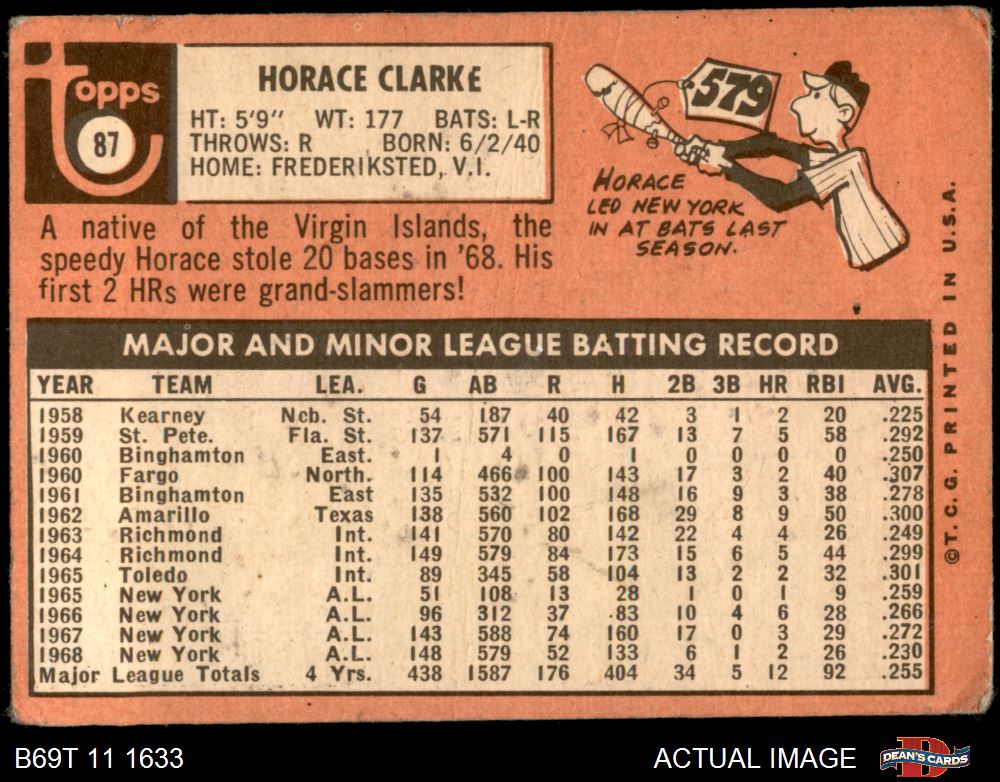 topps
87
HORACE CLARKE
HT: 5'9" WT: 177 BATS: L-R
THROWS: R BORN: 6/2/40
HOME: FREDERIKSTED, V.I.
579
HORACE
LED NEW YORK
IN AT BATS LAST
SEASON.
A native of the Virgin Islands, the
speedy Horace stole 20 bases in '68. His
first 2 HRs were grand-slammers!
MAJOR AND MINOR LEAGUE BATTING RECORD
YEAR TEAM LEA. G AB R H 2B 3B HR RBI AVG.
1958 Kearney Neb. St. 54 187 40 42 3 1 2 20 .225
1959 St. Pete. Fla. St. 137 571 115 167 13 7 5 58 .292
1960 Binghamton East. 1 4 0 1 0 0 0 0 .250
1960 Fargo North. 114 466 100 143 17 3 2 40 .307
1961 Binghamton East 135 532 100 148 16 9 3 38 .278
1962 Amarillo Texas 138 560 102 168 29 8 9 50 .300
1963 Richmond Int. 141 570 80 142 22 4 4 26 .249
1964 Richmond Int. 149 579 84 173 15 6 5 44 .299
1965 Toledo Int. 89 345 58 104 13 2 2 32 .301
1965 New York A.L. 51 108 13 28 1 0 1 9 .259
1966 New York A.L. 96 312 37 83 10 4 6 28 .266
1967 New York A.L. 143 588 74 160 17 0 3 29 .272
1968 New York A.L. 148 579 52 133 6 1 2 26 .230
Major League Totals 4 Yrs. 438 1587 176 404 34 5 12 92 .255
©T.C.G. PRINTED IN U.S.A.
B69T 11 1633
ACTUAL IMAGE
DEAN'S CARDS